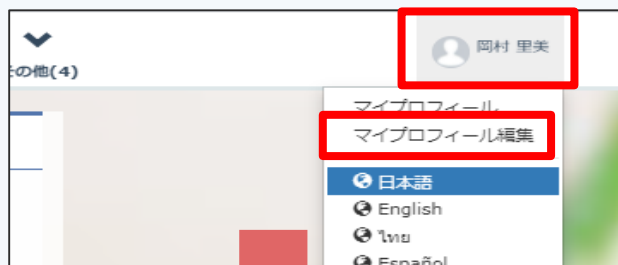 岡村 里美
その他(4)
マイプロフィール
マイプロフィール編集
日本語
English
ไทย
Español